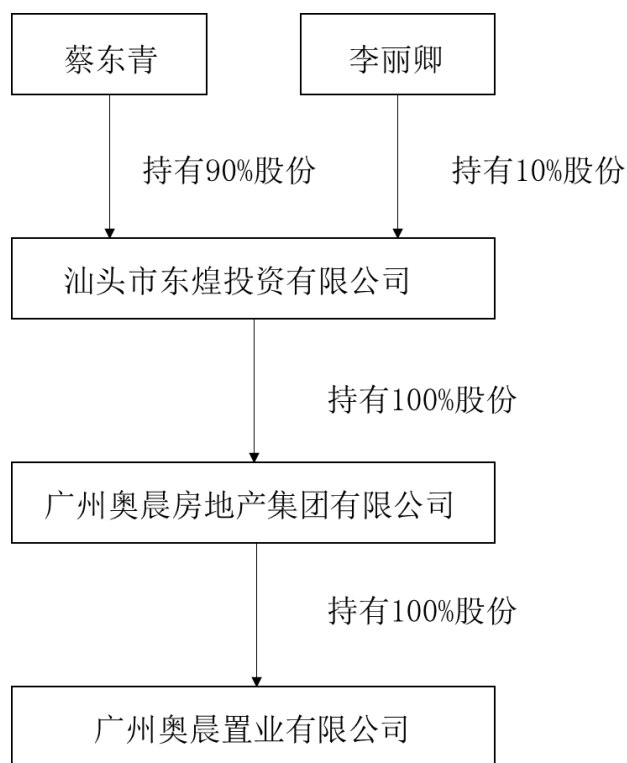 蔡东青
李丽卿
持有90%股份
持有10%股份
汕头市东煌投资有限公司
持有100%股份
广州奥晨房地产集团有限公司
持有100%股份
广州奥晨置业有限公司